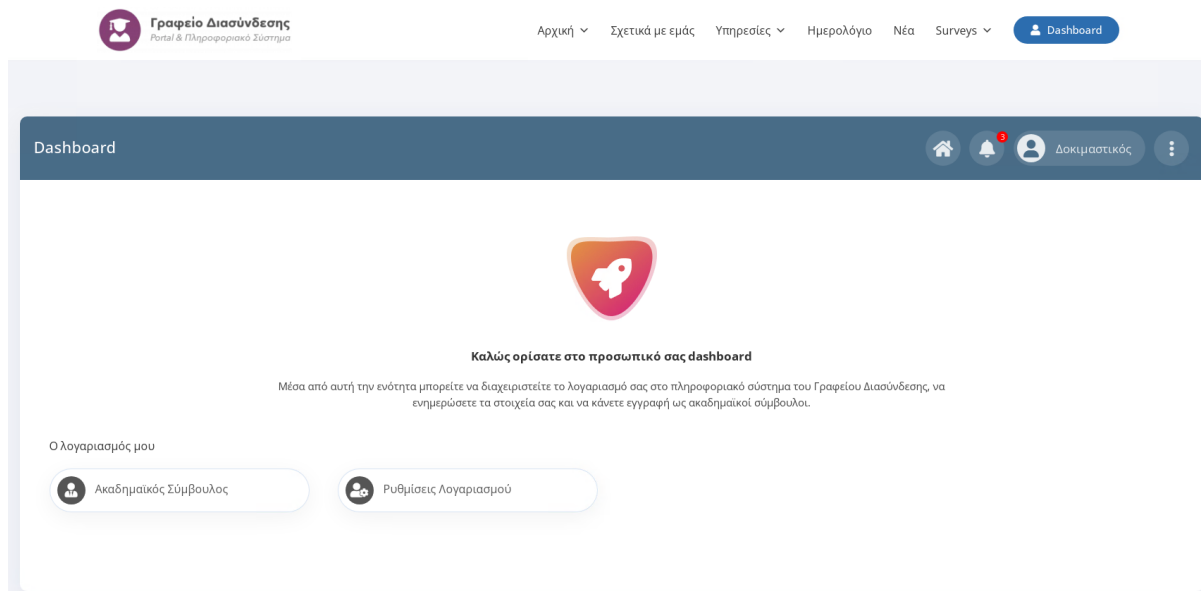 Γραφείο Διασύνδεσης
Portal & Πληροφοριακό Σύστημα
Αρχική Σχετικά με εμάς Υπηρεσίες Ημερολόγιο Νέα Surveys Dashboard
Dashboard 3 Δοκιμαστικός
Καλώς ορίσατε στο προσωπικό σας dashboard
Μέσα από αυτή την ενότητα μπορείτε να διαχειριστείτε το λογαριασμό σας στο πληροφοριακό σύστημα του Γραφείου Διασύνδεσης, να
ενημερώσετε τα στοιχεία σας και να κάνετε εγγραφή ως ακαδημαϊκοί σύμβουλοι.
Ο λογαριασμός μου
Ακαδημαϊκός Σύμβουλος Ρυθμίσεις Λογαριασμού